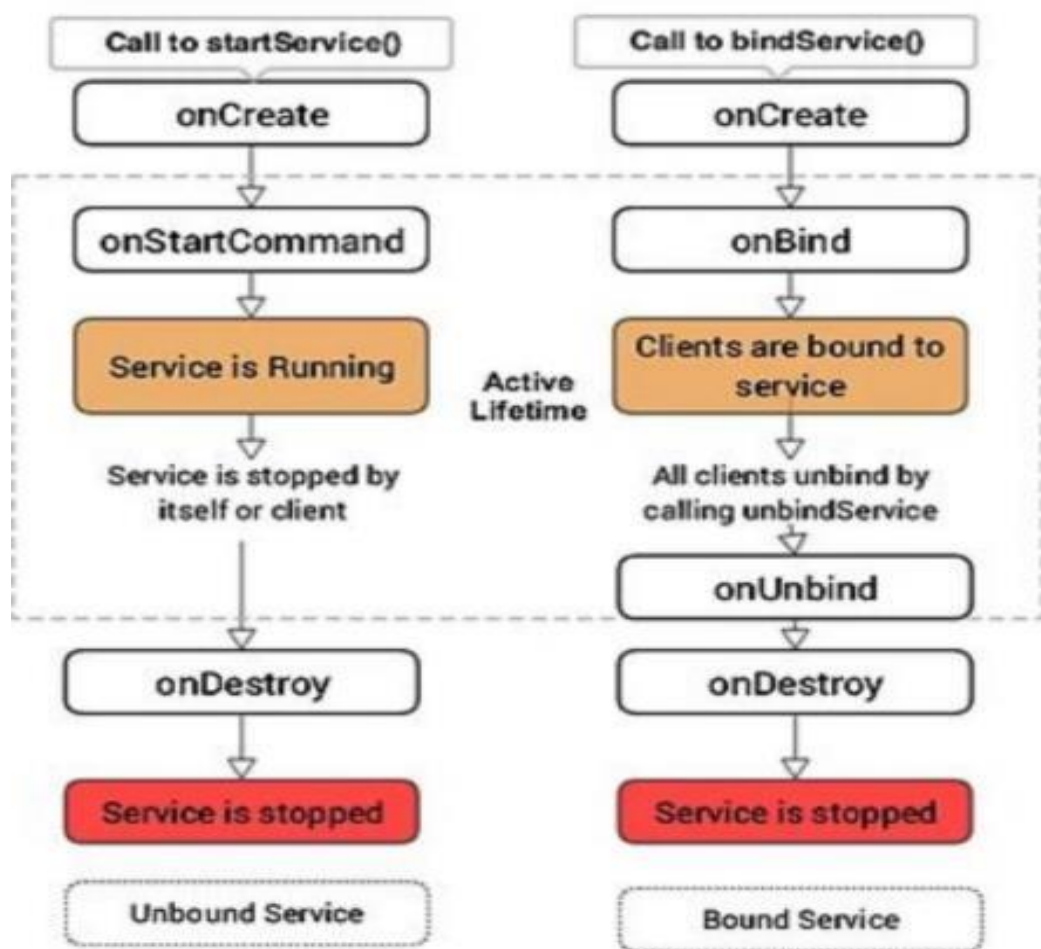 Call to startService()
onCreate
onStartCommand
Service is Running
Service is stopped by
itself or client
onDestroy
Service is stopped
Unbound Service
Active
Lifetime
Call to bindService()
onCreate
onBind
Clients are bound to
service
All clients unbind by
calling unbindService
onUnbind
onDestroy
Service is stopped
Bound Service